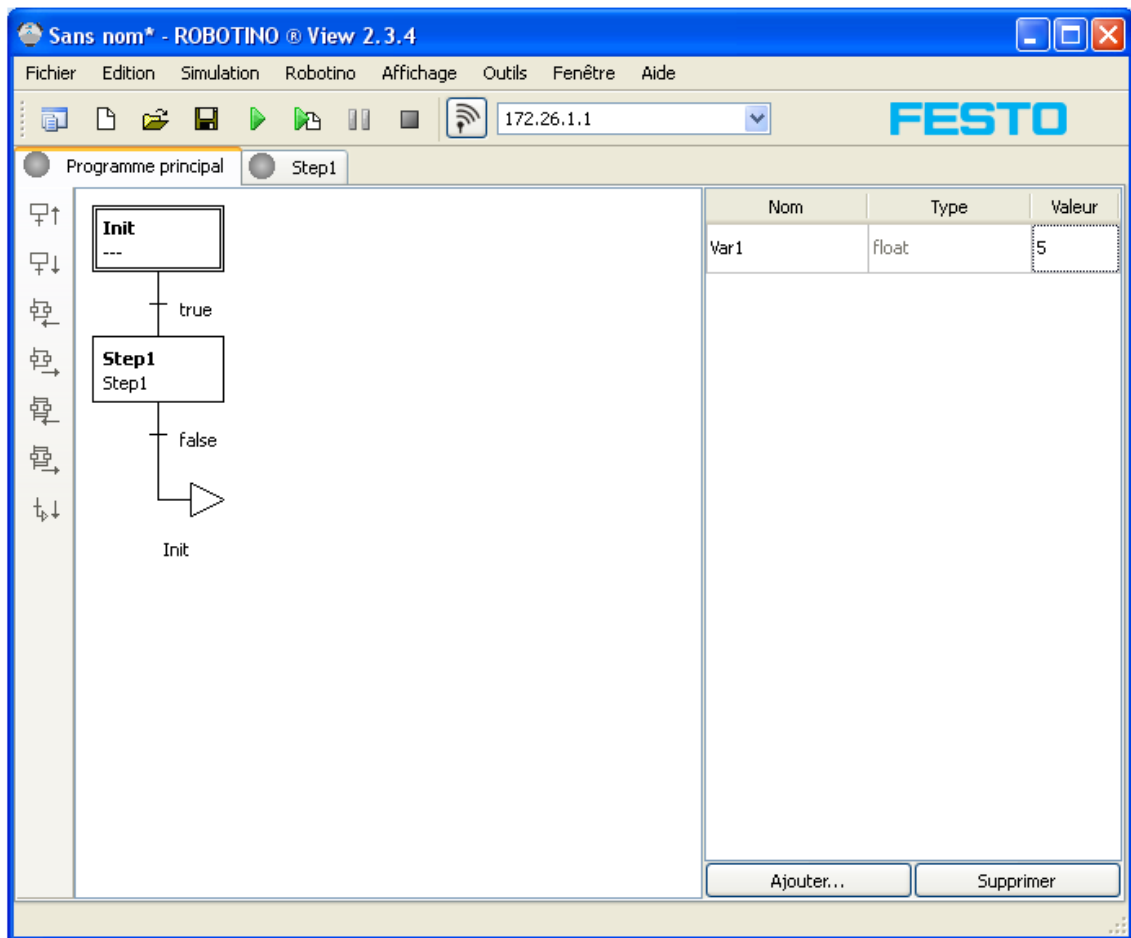 Sans nom* - ROBOTINO ® View 2.3.4
Fichier Edition Simulation Robotino Affichage Outils Fenêtre Aide
172.26.1.1 FESTO
Programme principal Step1
Nom Type Valeur
Init
---
Var1 float 5
true
Step1
Step1
false
Init
Ajouter... Supprimer